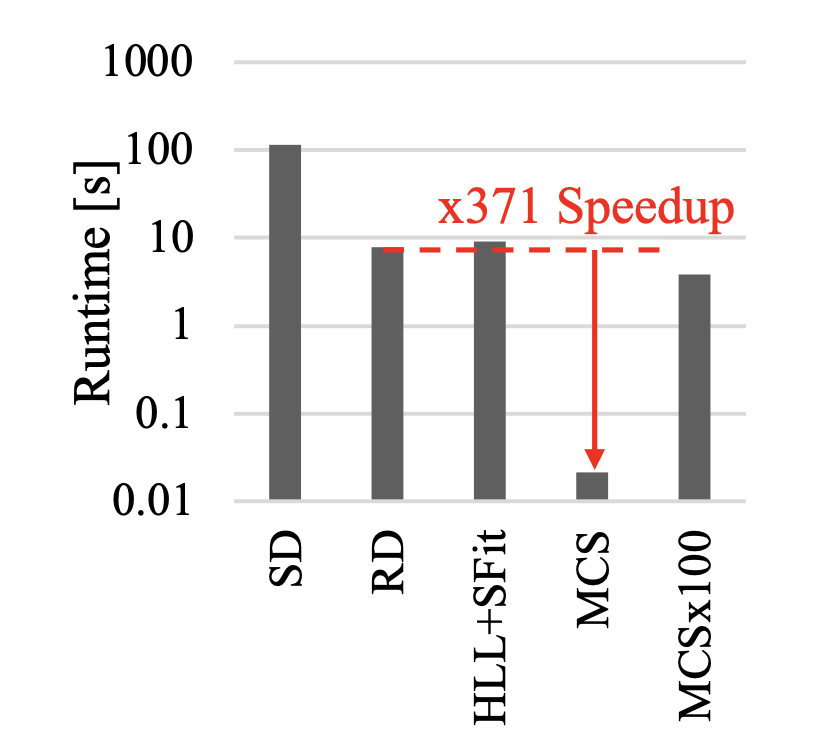 1000
100
10
1
0.1
0.01
Runtime [s]
x371 Speedup
SD
RD
HLL+SFit
MCS
MCSx100